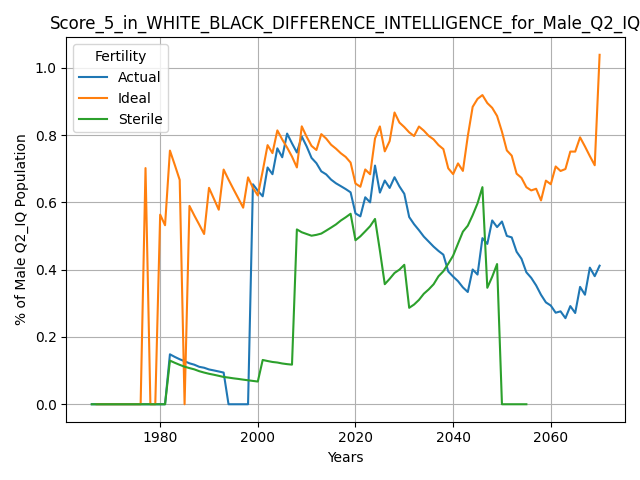 Score_5_in_WHITE_BLACK_DIFFERENCE_INTELLIGENCE_for_Male_Q2_IQ
Fertility
Actual
Ideal
Sterile
% of Male Q2_IQ Population
1.0
0.8
0.6
0.4
0.2
0.0
1980 2000 2020 2040 2060
Years